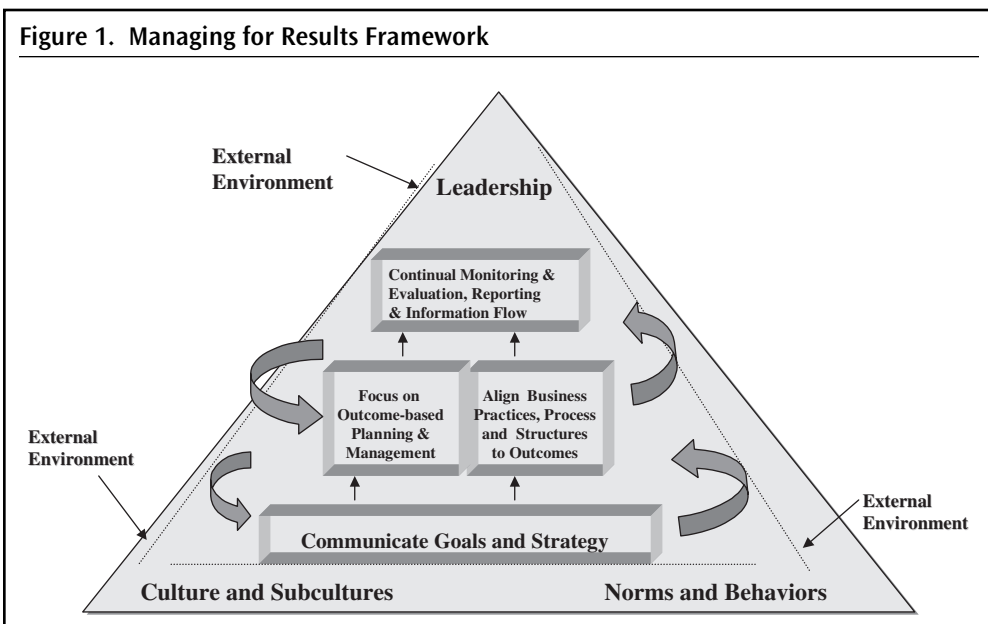 Figure 1.  Managing for Results Framework
External
Environment
Leadership
Continual Monitoring &
Evaluation, Reporting
& Information Flow
Focus on
Outcome-based
Planning &
Management
Align  Business
Practices, Process
and  Structures
to Outcomes
External
Environment
External
Environment
Communicate Goals and Strategy
Culture and Subcultures
Norms and Behaviors